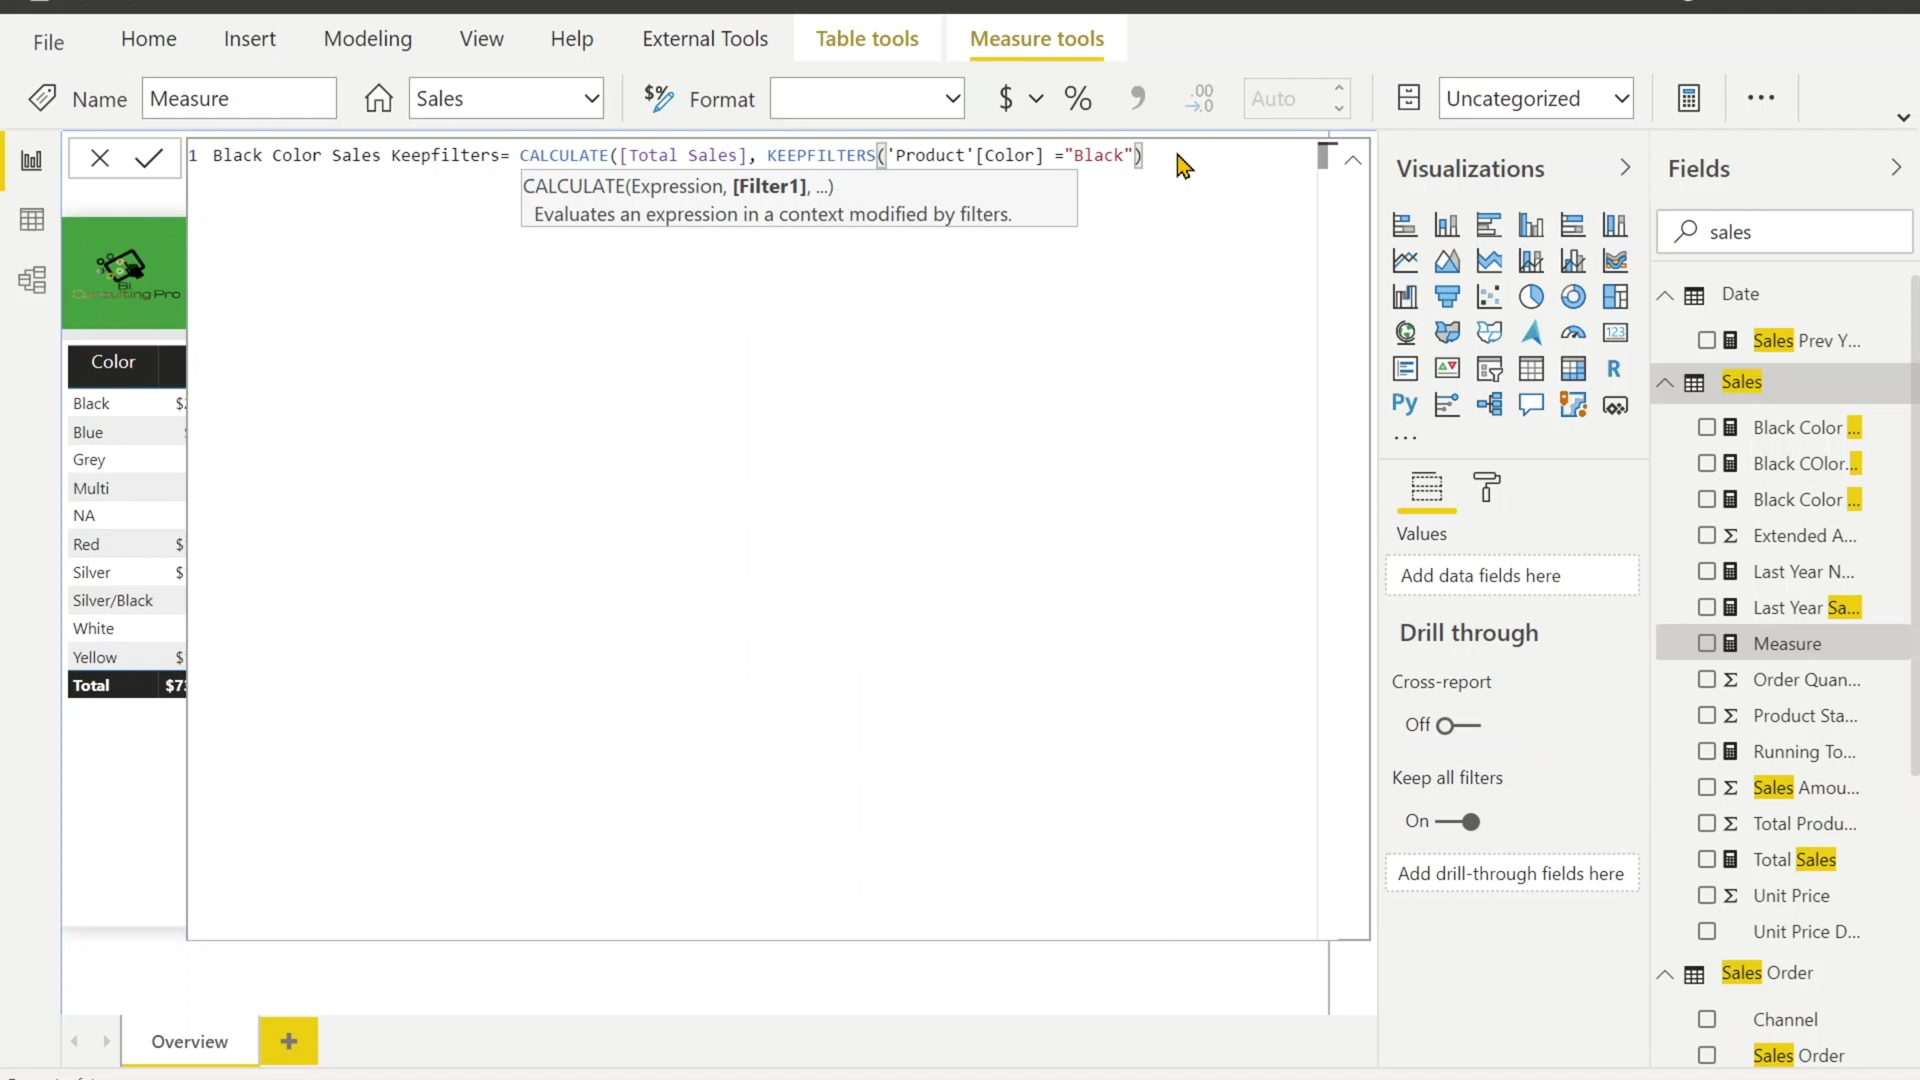 File Home Insert Modeling View Help External Tools Table tools Measure tools
Name Measure Sales Format $ % Auto Uncategorized
1 Black Color Sales Keepfilters= CALCULATE([Total Sales], KEEPFILTERS('Product'[Color] ="Black")
CALCULATE(Expression, [Filter1], ...)
Evaluates an expression in a context modified by filters.
BI
Consulting Pro
Color
Black $
Blue
Grey
Multi
NA
Red $
Silver $
Silver/Black
White
Yellow $
Total $7
Overview
Visualizations
123
R
Py
Values
Add data fields here
Drill through
Cross-report
Off
Keep all filters
On
Add drill-through fields here
Fields
sales
Date
Sales Prev Y...
Sales
Black Color ...
Black COlor...
Black Color ...
Extended A...
Last Year N...
Last Year Sa...
Measure
Order Quan...
Product Sta...
Running To...
Sales Amou...
Total Produ...
Total Sales
Unit Price
Unit Price D...
Sales Order
Channel
Sales Order